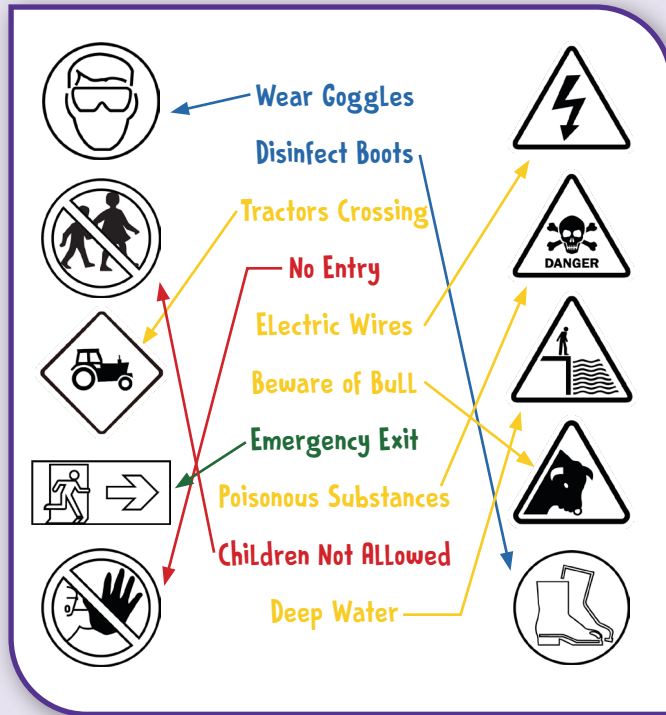 Wear Goggles
Disinfect Boots
Tractors Crossing
No Entry
DANGER
Electric Wires
Beware of Bull
Emergency Exit
Poisonous Substances
Children Not Allowed
Deep Water